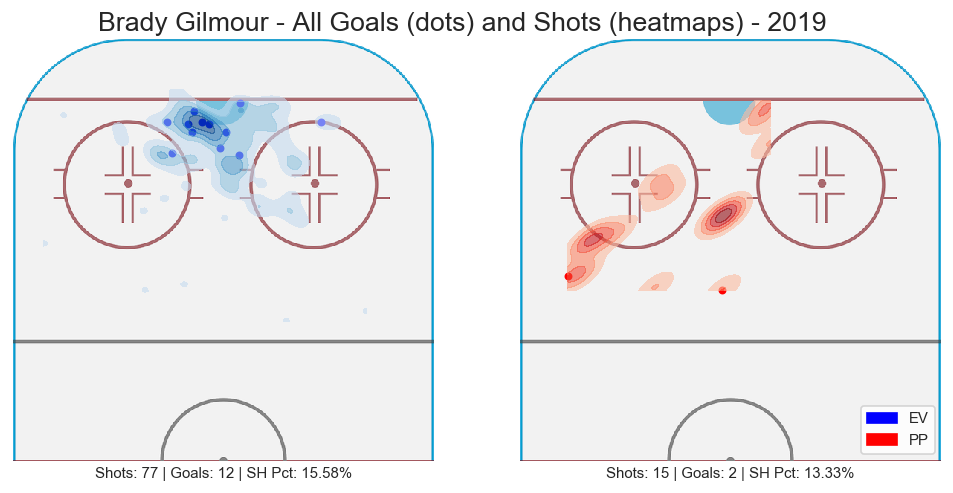 Brady Gilmour - All Goals (dots) and Shots (heatmaps) - 2019
EV
PP
Shots: 77 | Goals: 12 | SH Pct: 15.58%
Shots: 15 | Goals: 2 | SH Pct: 13.33%